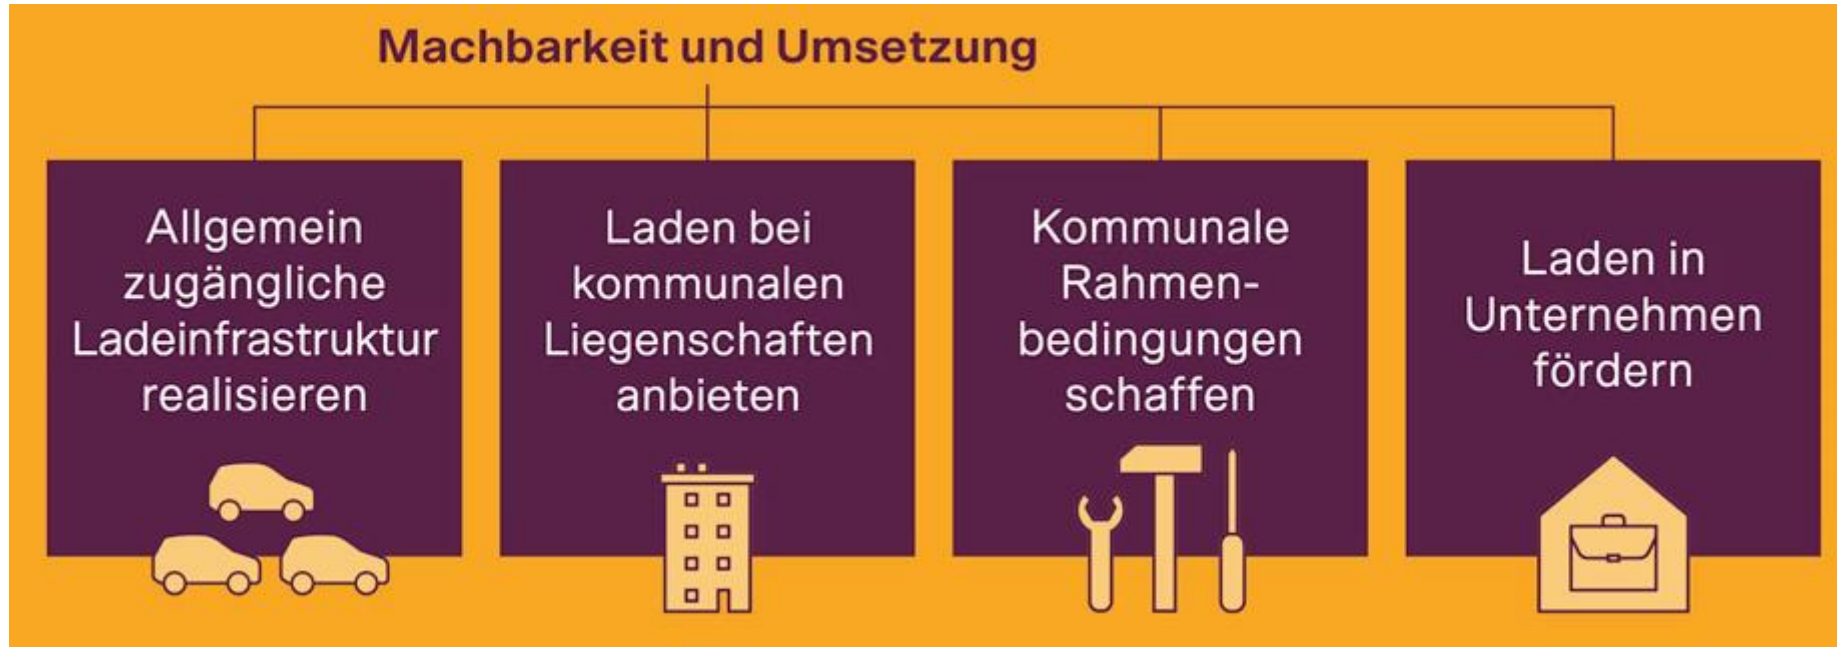 Machbarkeit und Umsetzung
Allgemein
zugängliche
Ladeinfrastruktur
realisieren
Laden bei
kommunalen
Liegenschaften
anbieten
Kommunale
Rahmen-
bedingungen
schaffen
Laden in
Unternehmen
fördern